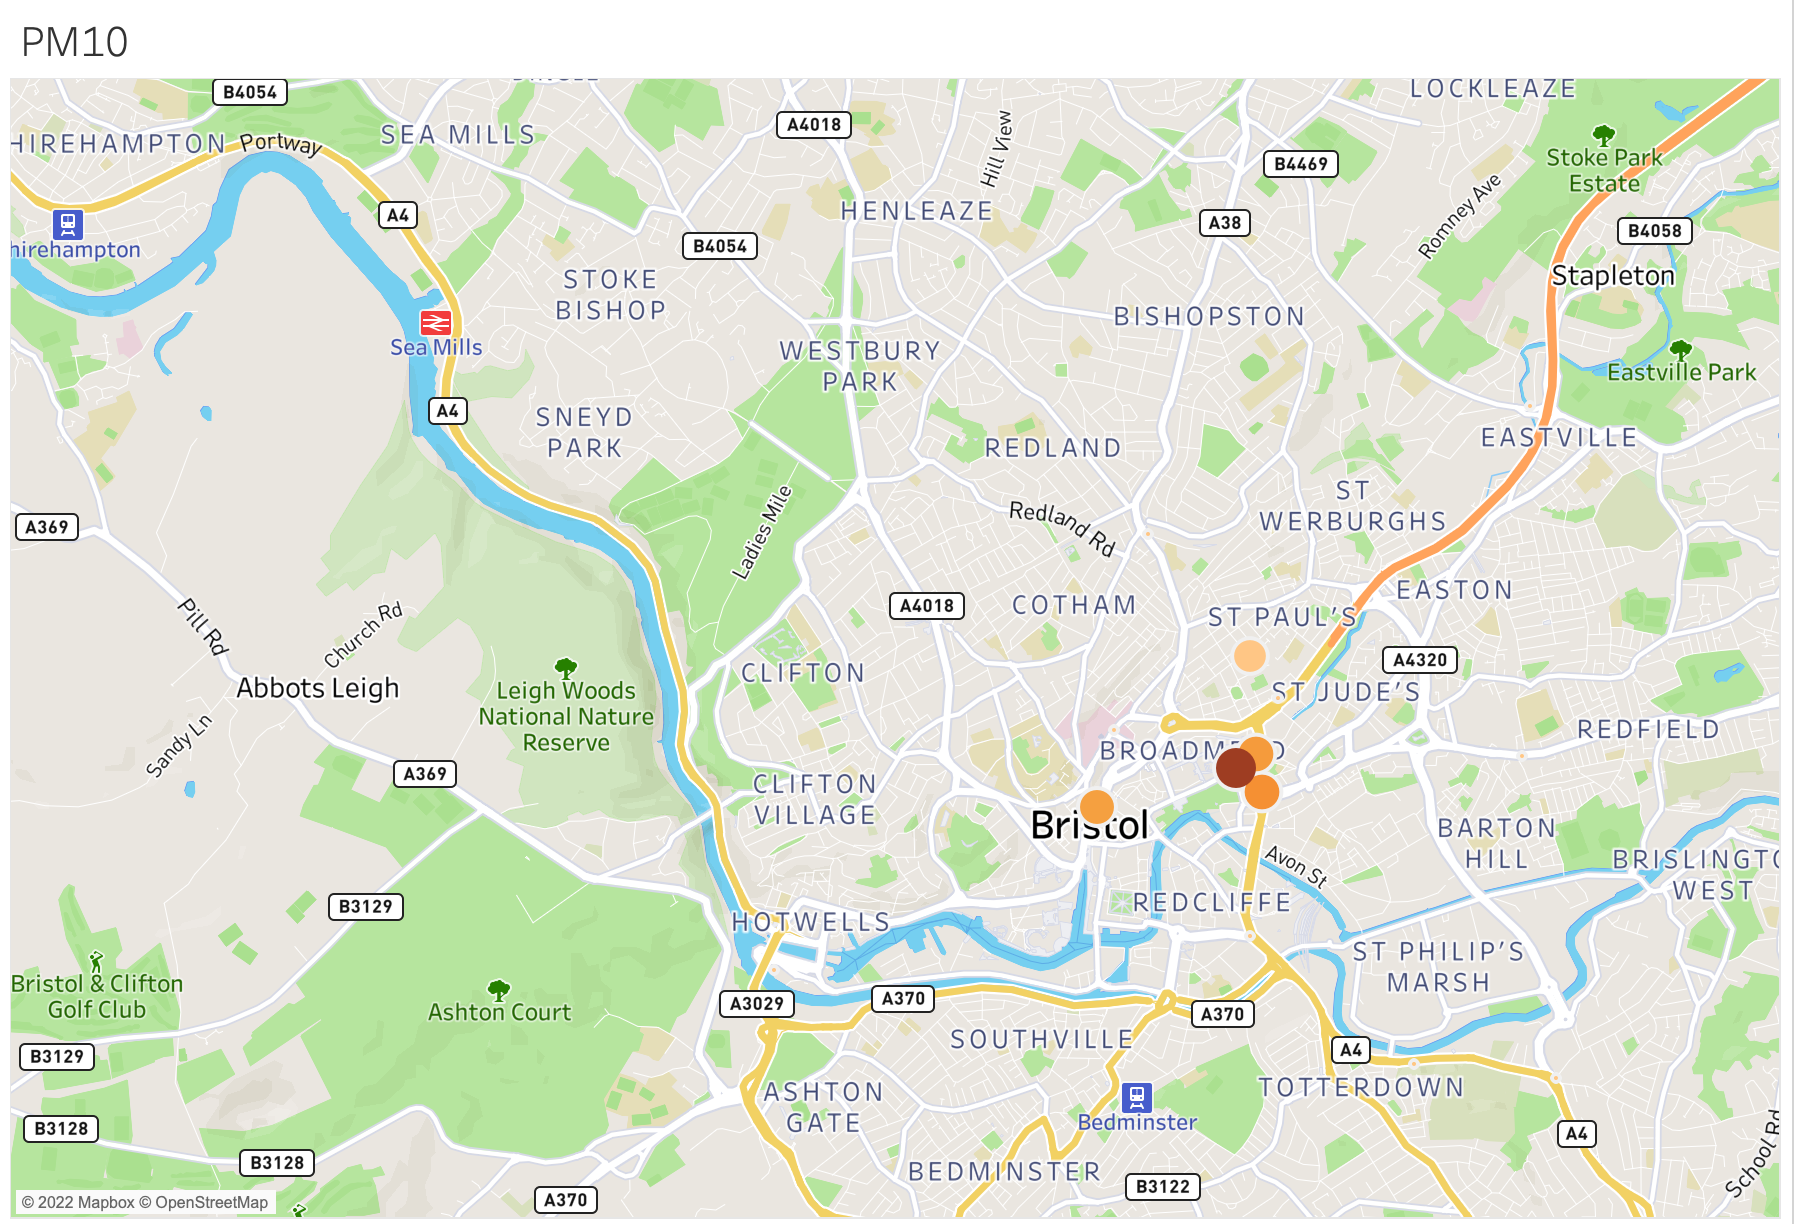 PM10
B4054
LOCKLEAZE
A4018
SEA MILLS
HIREHAMPTON
Portway
Hill View
B4469
Stoke Park
Estate
Romney Ave
A4
HENLEAZE
A38
B4058
hirehampton
B4054
STOKE
BISHOP
Stapleton
BISHOPSTON
Sea Mills
WESTBURY
PARK
Eastville Park
A4
SNEYD
PARK
REDLAND
EASTVILLE
Ladies Mile
Redland Rd
ST
WERBURGHS
A369
EASTON
Pill Rd
Church Rd
A4018
COTHAM
ST PAUL'S
A4320
CLIFTON
Abbots Leigh
Leigh Woods
National Nature
Reserve
ST JUDE'S
Sandy Ln
REDFIELD
BROADM
D
A369
CLIFTON
VILLAGE
Bristol
BARTON
HILL
Avon St
BRISLINGTO
WEST
B3129
REDCLIFFE
HOTWELLS
ST PHILIP'S
MARSH
Bristol & Clifton
Golf Club
Ashton Court
A3029
A370
A370
SOUTHVILLE
A4
B3129
TOTTERDOWN
ASHTON
GATE
Bedminster
B3128
A4
School Rd
B3128
BEDMINSTER
B3122
A370
© 2022 Mapbox © OpenStreetMap